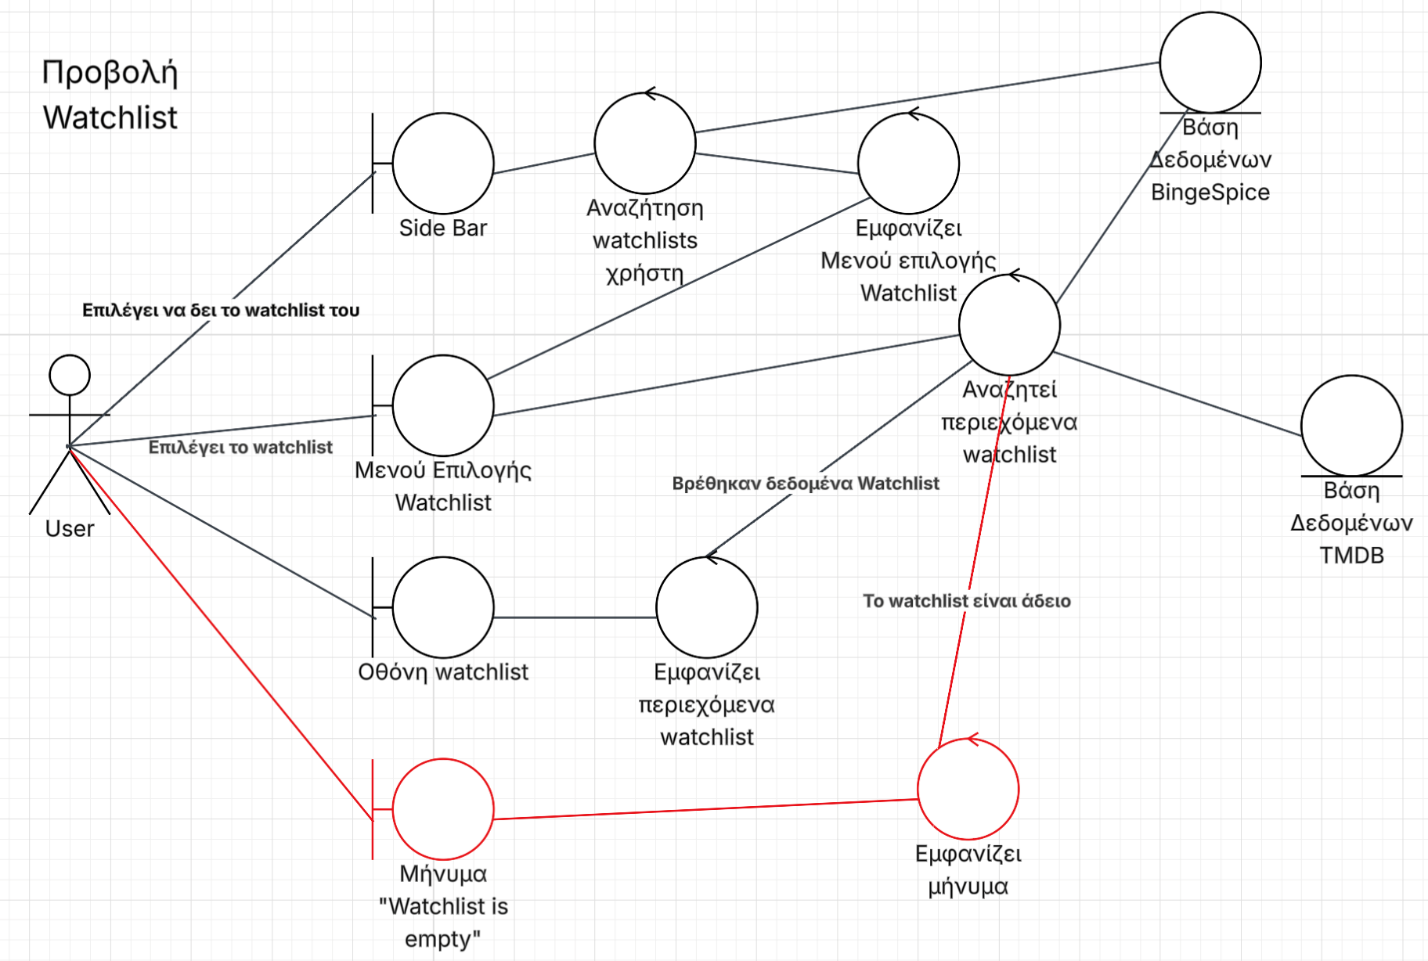 Προβολή
Watchlist
Βάση
Δεδομένων
BingeSpice
Side Bar
Αναζήτηση
watchlists
χρήστη
Εμφανίζει
Μενού επιλογής
Watchlist
Επιλέγει να δει το watchlist του
Αναζητεί
περιεχόμενα
watchlist
Επιλέγει το watchlist
Μενού Επιλογής
Watchlist
Βρέθηκαν δεδομένα Watchlist
Βάση
Δεδομένων
TMDB
User
Το watchlist είναι άδειο
Οθόνη watchlist
Εμφανίζει
περιεχόμενα
watchlist
Εμφανίζει
μήνυμα
Μήνυμα
"Watchlist is
empty"